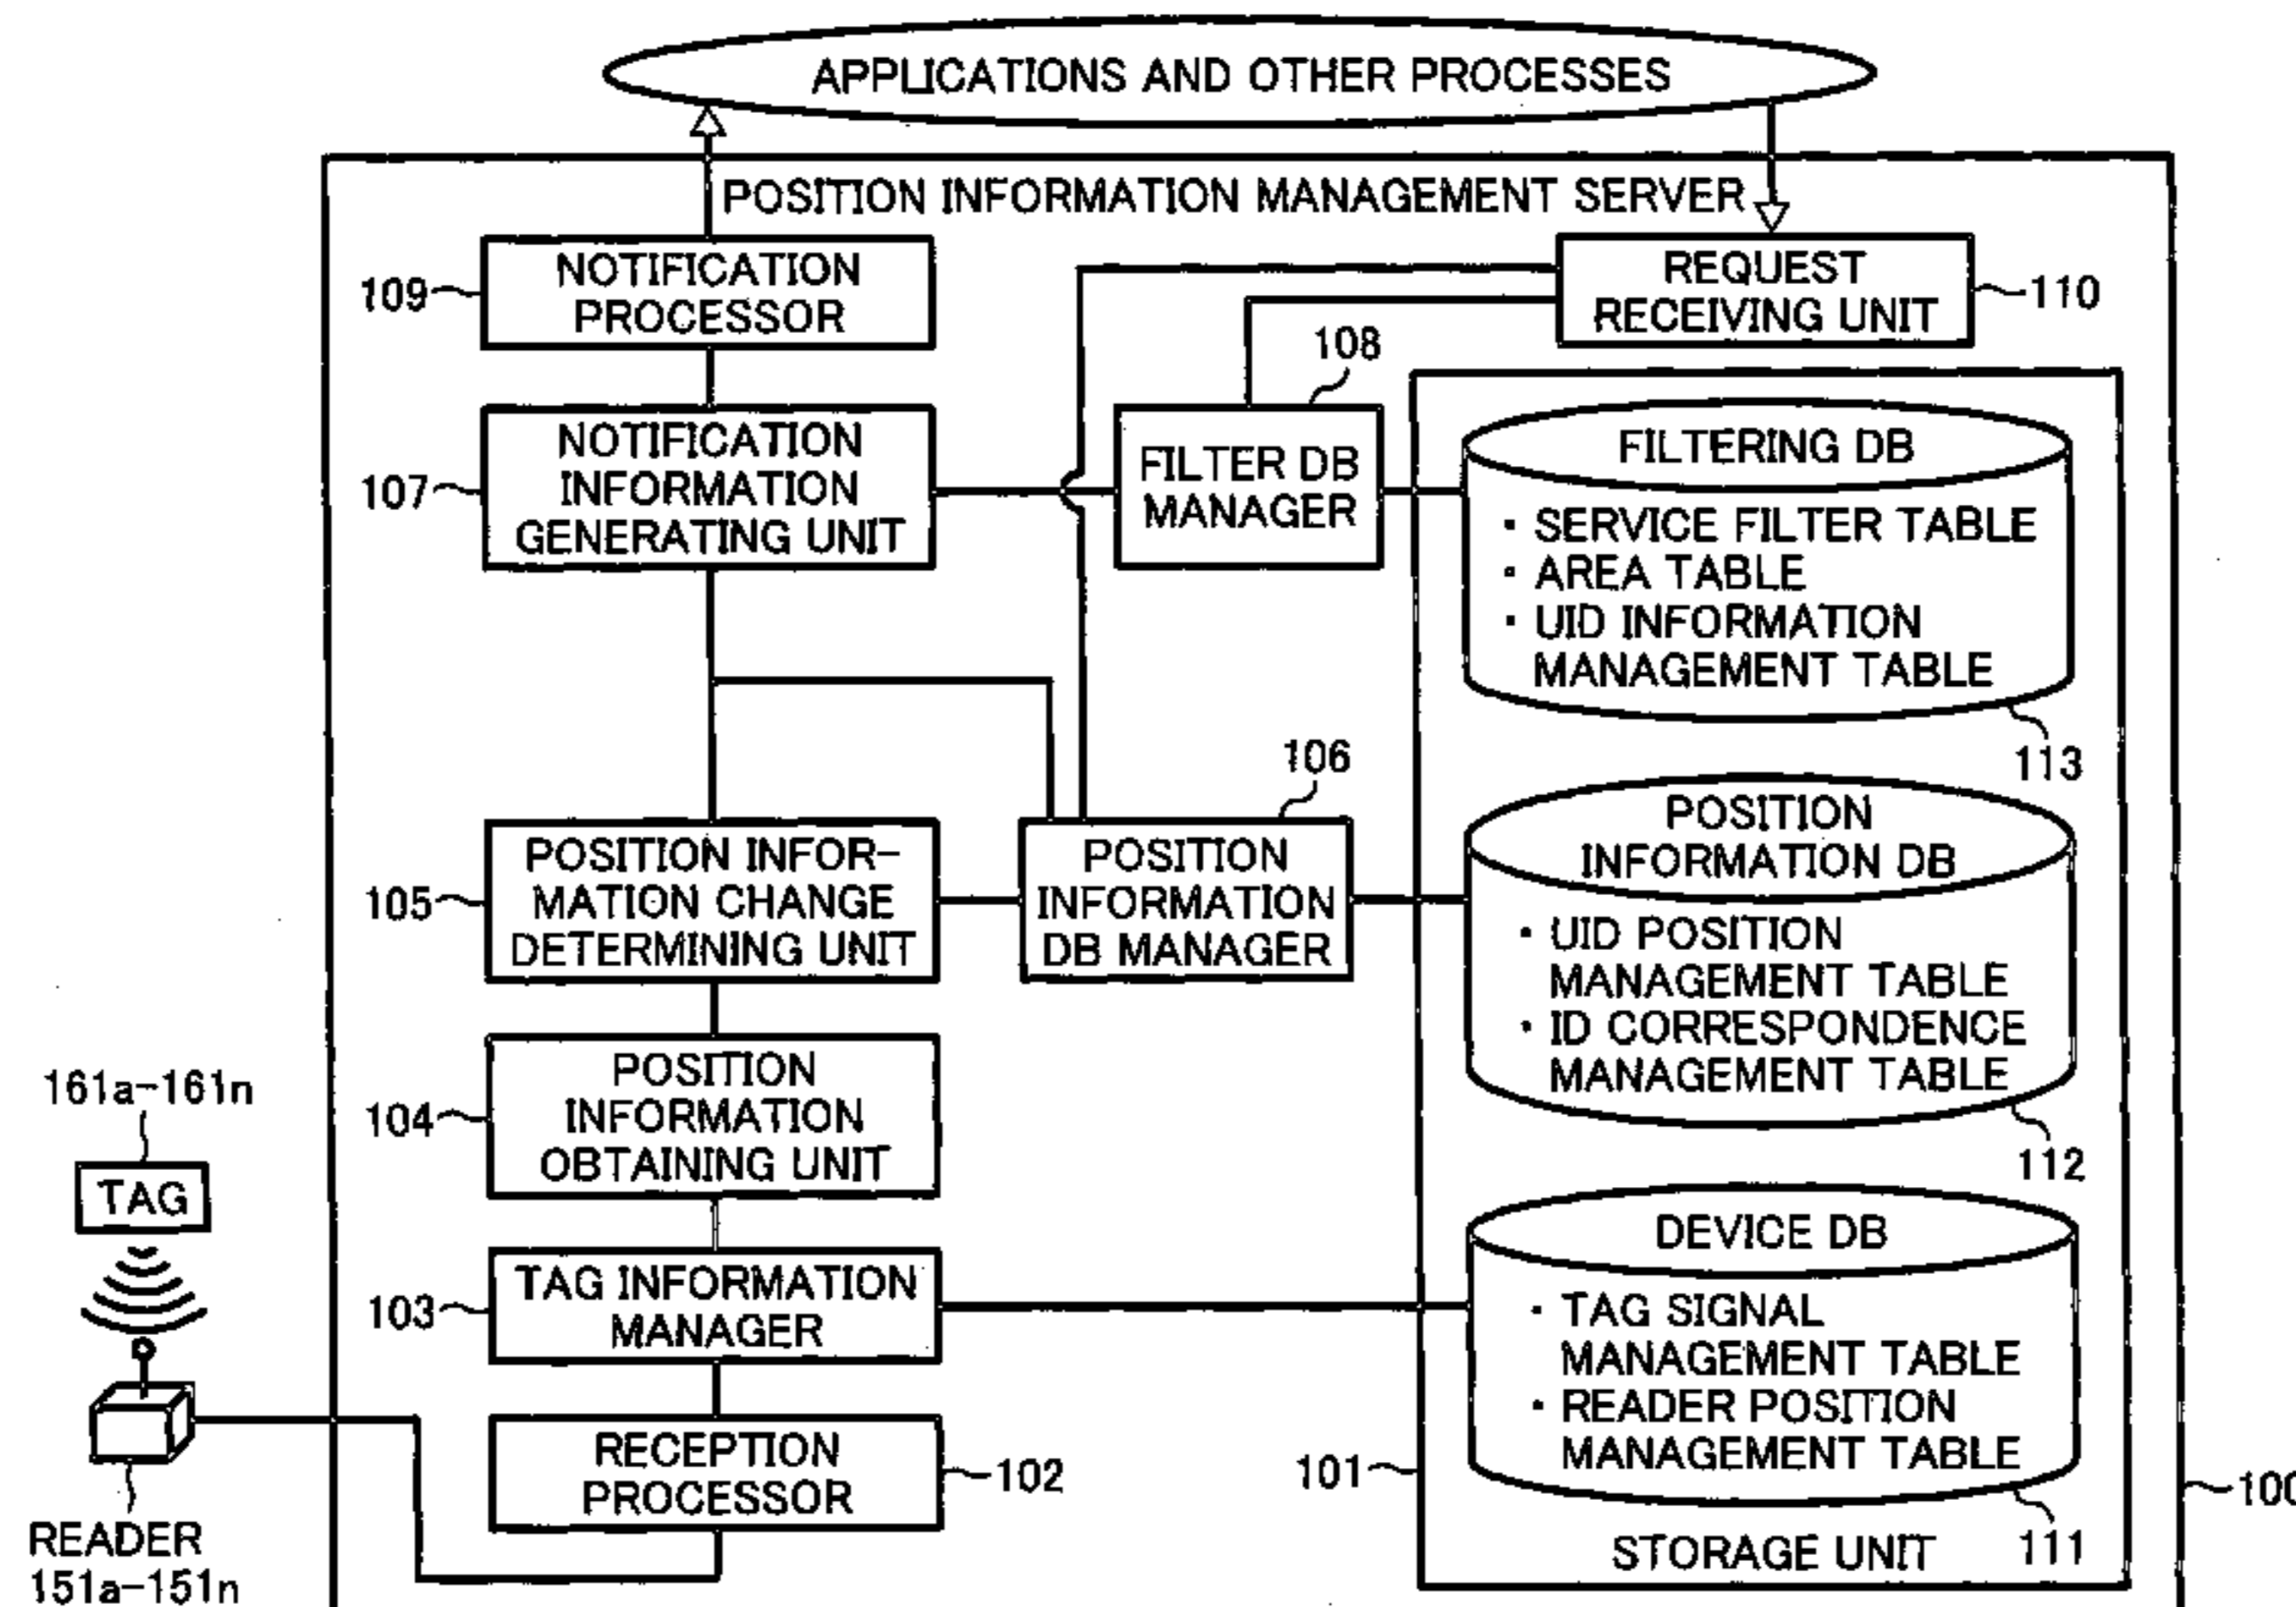 APPLICATIONS AND OTHER PROCESSES
POSITION INFORMATION MANAGEMENT SERVER
NOTIFICATION
PROCESSOR
109
REQUEST
RECEIVING UNIT
110
108
NOTIFICATION
INFORMATION
GENERATING UNIT
107
FILTER DB
MANAGER
FILTERING DB
· SERVICE FILTER TABLE
· AREA TABLE
· UID INFORMATION
MANAGEMENT TABLE
113
106
POSITION INFOR-
MATION CHANGE
DETERMINING UNIT
105
POSITION
INFORMATION
DB MANAGER
POSITION
INFORMATION DB
· UID POSITION
MANAGEMENT TABLE
· ID CORRESPONDENCE
MANAGEMENT TABLE
112
POSITION
INFORMATION
OBTAINING UNIT
104
161a-161n
TAG
TAG INFORMATION
MANAGER
103
DEVICE DB
· TAG SIGNAL
MANAGEMENT TABLE
· READER POSITION
MANAGEMENT TABLE
111
RECEPTION
PROCESSOR
102
101
100
STORAGE UNIT
READER
151a-151n